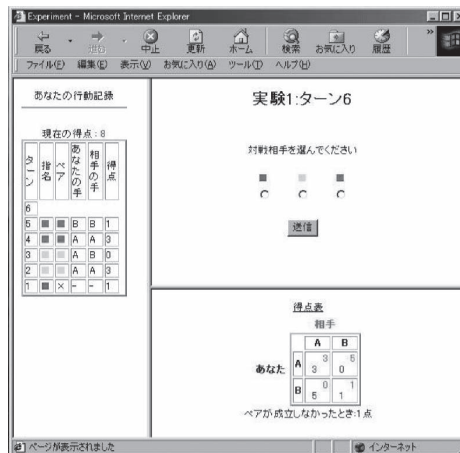 Experiment - Microsoft Internet Explorer
戻る 進む 中止 更新 ホーム 検索 お気に入り 履歴 »
ファイル(F) 編集(E) 表示(V) お気に入り(A) ツール(T) ヘルプ(H)
あなたの行動記録
現在の得点:8
ターン 指名 ペア あなたの手 相手の手 得点
6
5 B B 1
4 A A 3
3 A B 0
2 A A 3
1 × - - 1
実験1:ターン6
対戦相手を選んでください
送信
得点表
相手
A B
あなた
A 3 3 5 0
B 0 5 1 1
ペアが成立しなかったとき:1点
ページが表示されました
インターネット